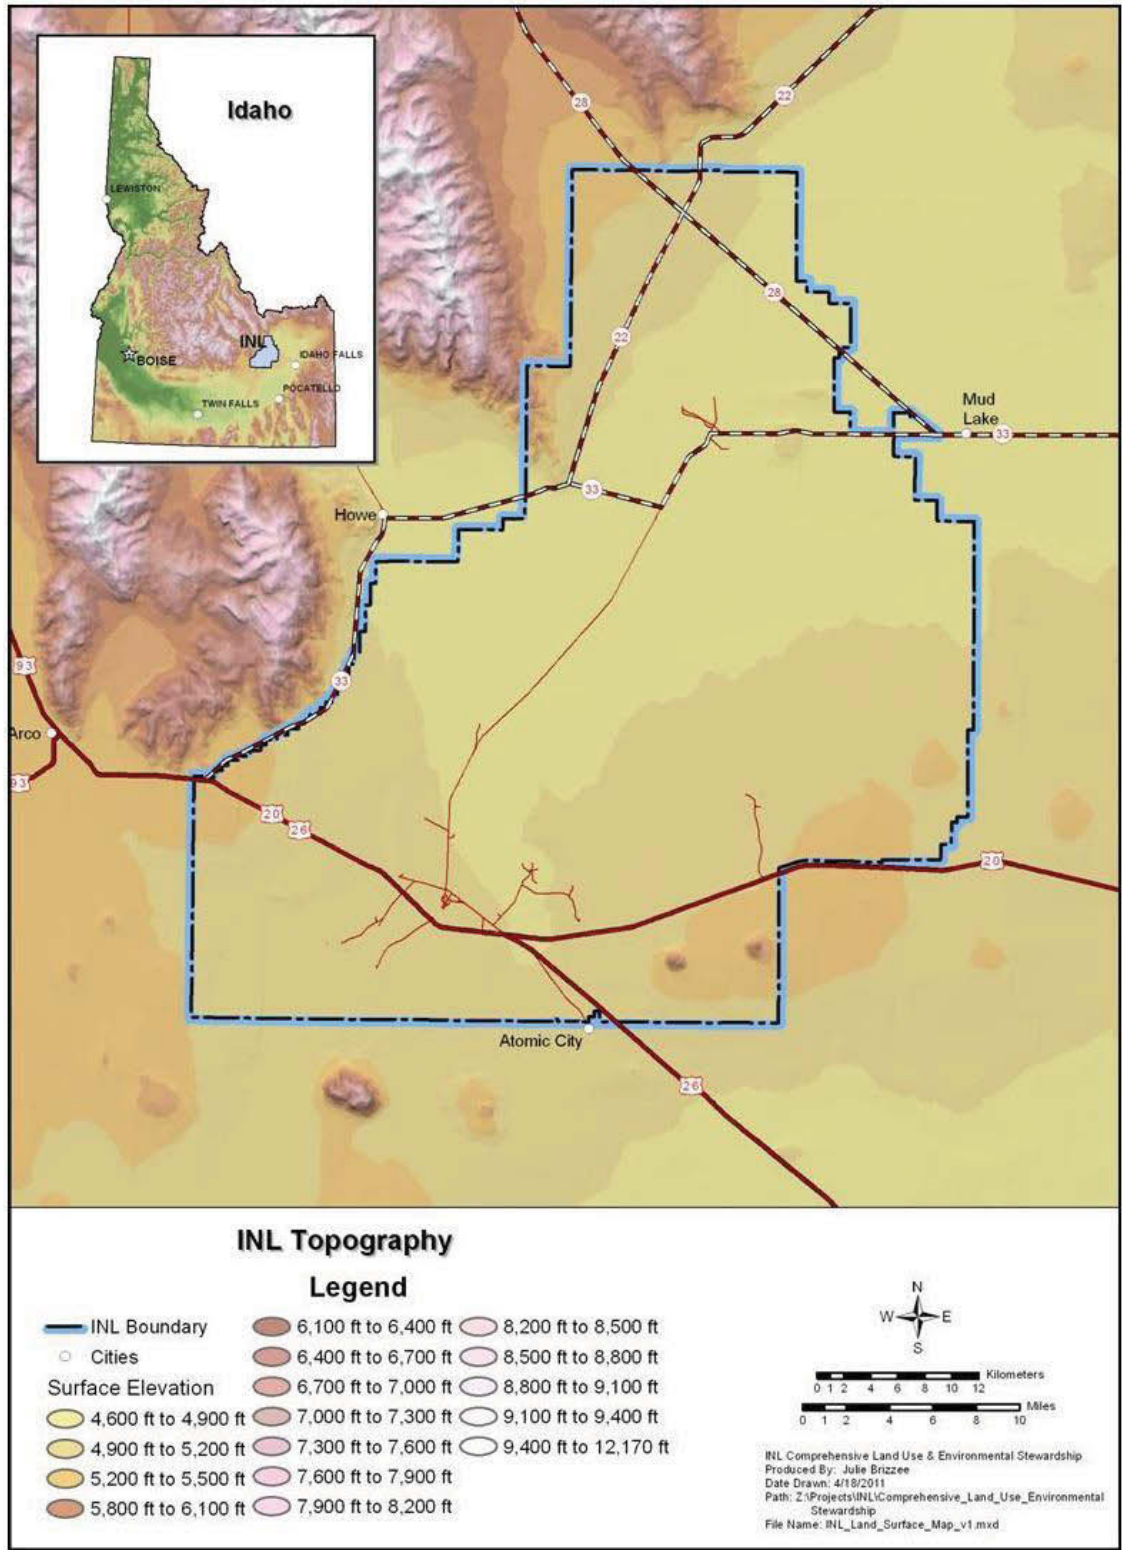 Idaho
LEWISTON
BOISE
INL
IDAHO FALLS
POCATELLO
TWIN FALLS
28
22
28
22
Mud
Lake
33
33
Howe
33
93
Arco
93
20
26
20
Atomic City
26
INL Topography
Legend
INL Boundary
Cities
Surface Elevation
4,600 ft to 4,900 ft
4,900 ft to 5,200 ft
5,200 ft to 5,500 ft
5,800 ft to 6,100 ft
6,100 ft to 6,400 ft
6,400 ft to 6,700 ft
6,700 ft to 7,000 ft
7,000 ft to 7,300 ft
7,300 ft to 7,600 ft
7,600 ft to 7,900 ft
7,900 ft to 8,200 ft
8,200 ft to 8,500 ft
8,500 ft to 8,800 ft
8,800 ft to 9,100 ft
9,100 ft to 9,400 ft
9,400 ft to 12,170 ft
N
W E
S
Kilometers
0 1 2 4 6 8 10 12
Miles
0 1 2 4 6 8 10
INL Comprehensive Land Use & Environmental Stewardship
Produced By: Julie Brizzee
Date Drawn: 4/18/2011
Path: Z:\Projects\INL\Comprehensive_Land_Use_Environmental
Stewardship
File Name: INL_Land_Surface_Map_v1.mxd